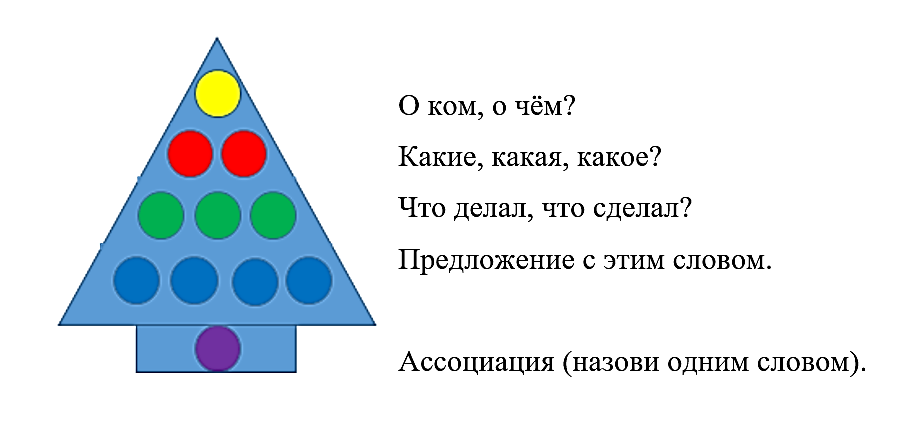 О ком, о чём?
Какие, какая, какое?
Что делал, что сделал?
Предложение с этим словом.
Ассоциация (назови одним словом).